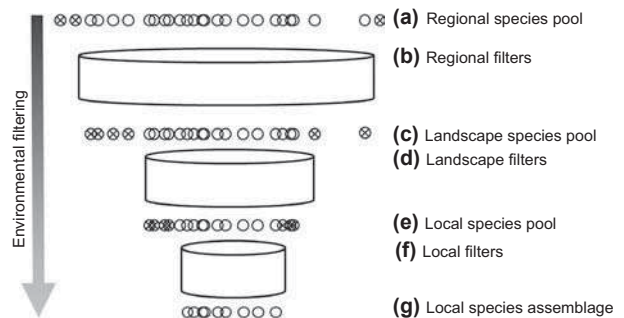 (a) Regional species pool
(b) Regional filters
(c) Landscape species pool
(d) Landscape filters
(e) Local species pool
(f) Local filters
(g) Local species assemblage
Environmental filtering